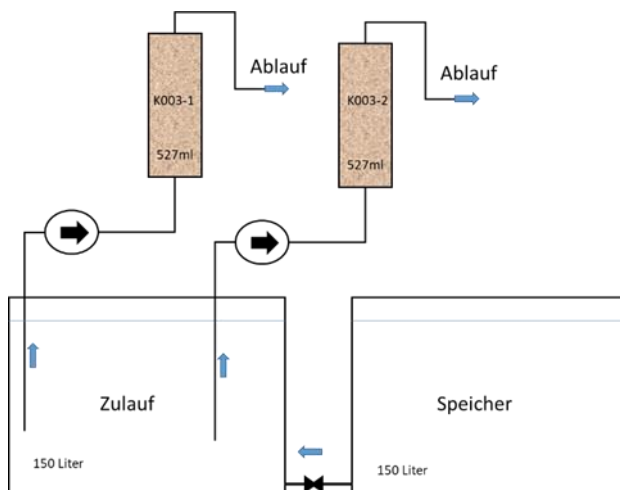 Ablauf
Ablauf
K003-1
K003-2
527ml
527ml
Zulauf
Speicher
150 Liter
150 Liter